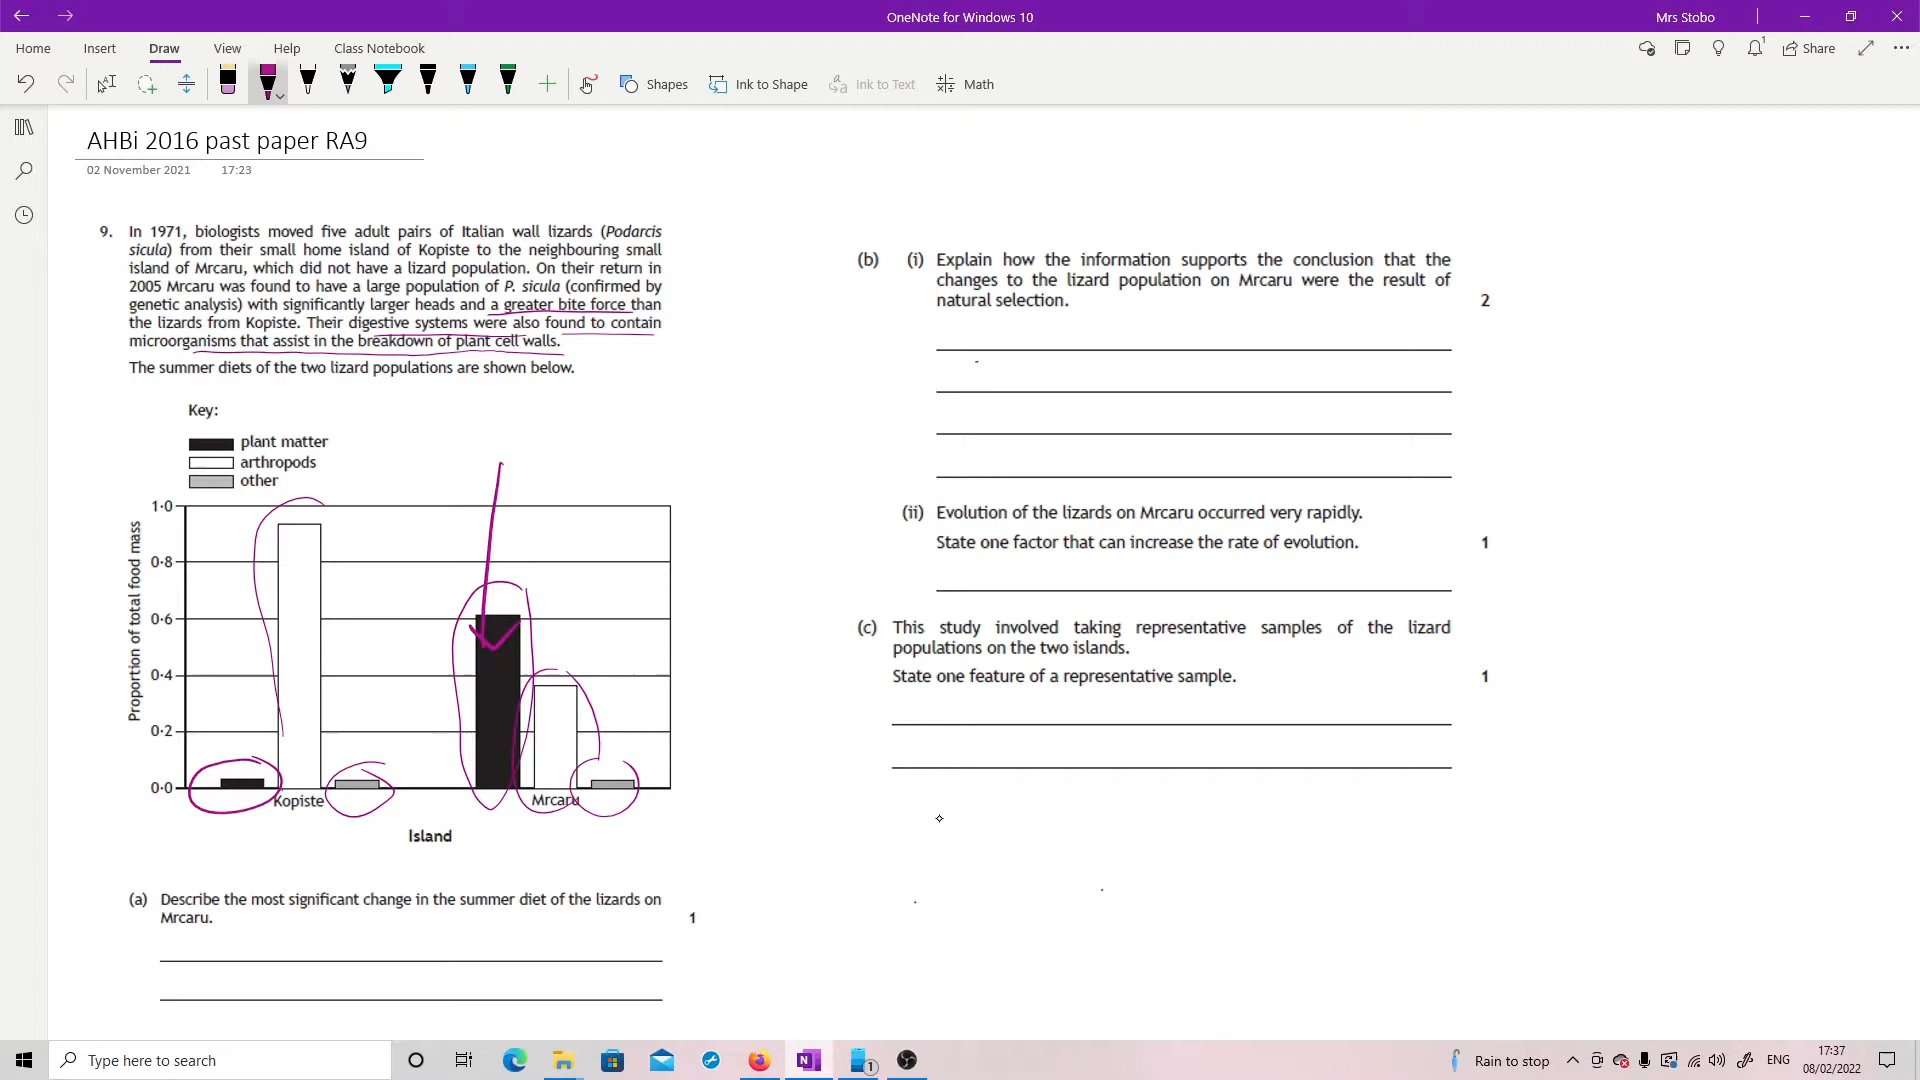 OneNote for Windows 10
Mrs Stobo
Home Insert Draw View Help Class Notebook
1
Share
Shapes
Ink to Shape
Ink to Text
Math
AHBi 2016 past paper RA9
02 November 2021 17:23
9. In 1971, biologists moved five adult pairs of Italian wall lizards (Podarcis
sicula) from their small home island of Kopiste to the neighbouring small
island of Mrcaru, which did not have a lizard population. On their return in
2005 Mrcaru was found to have a large population of P. sicula (confirmed by
genetic analysis) with significantly larger heads and a greater bite force than
the lizards from Kopiste. Their digestive systems were also found to contain
microorganisms that assist in the breakdown of plant cell walls.
The summer diets of the two lizard populations are shown below.
Key:
plant matter
arthropods
other
Proportion of total food mass
1·0
0·8
0·6
0·4
0·2
0·0
Kopiste
Mrcaru
Island
(a) Describe the most significant change in the summer diet of the lizards on
Mrcaru. 1
(b) (i) Explain how the information supports the conclusion that the
changes to the lizard population on Mrcaru were the result of
natural selection. 2
(ii) Evolution of the lizards on Mrcaru occurred very rapidly.
State one factor that can increase the rate of evolution. 1
(c) This study involved taking representative samples of the lizard
populations on the two islands.
State one feature of a representative sample. 1
Type here to search
1
Rain to stop
ENG
17:37
08/02/2022